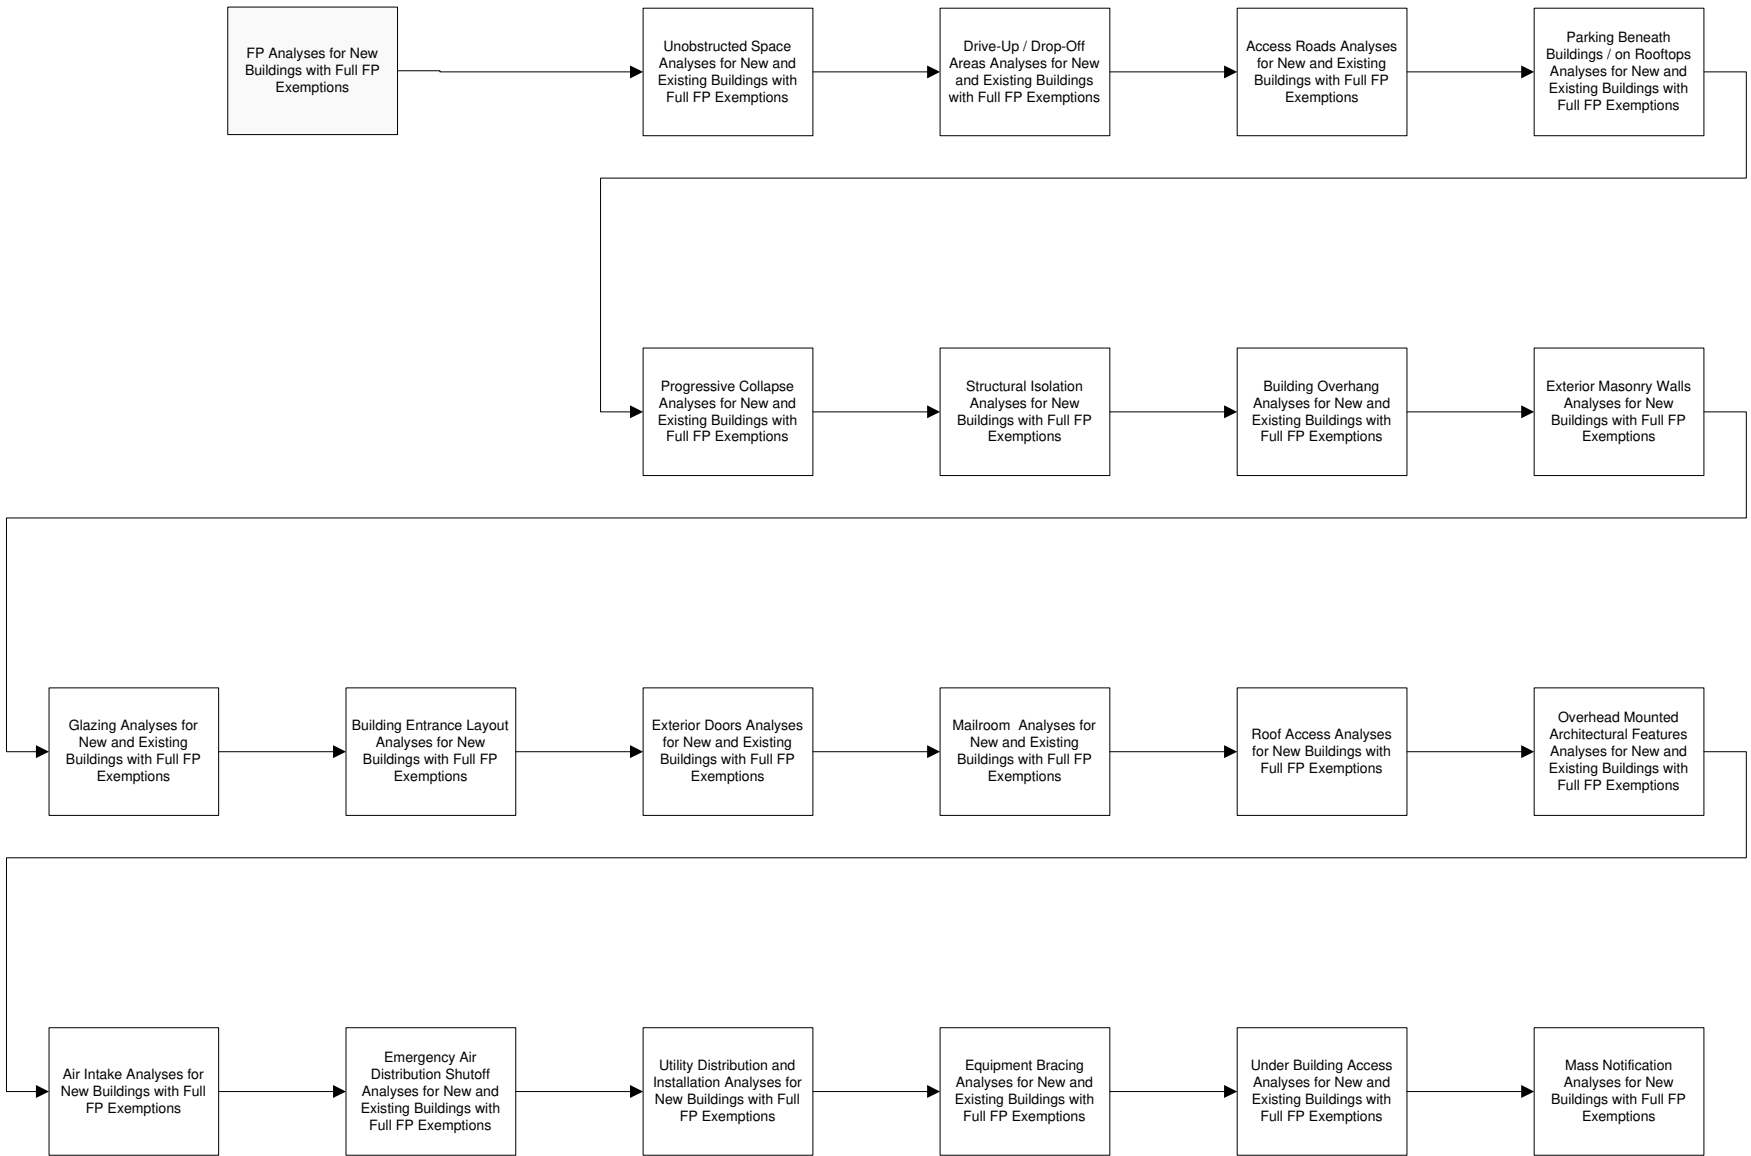 FP Analyses for New
Buildings with Full FP
Exemptions
Unobstructed Space
Analyses for New and
Existing Buildings with
Full FP Exemptions
Drive-Up / Drop-Off
Areas Analyses for New
and Existing Buildings
with Full FP Exemptions
Access Roads Analyses
for New and Existing
Buildings with Full FP
Exemptions
Parking Beneath
Buildings / on Rooftops
Analyses for New and
Existing Buildings with
Full FP Exemptions
Progressive Collapse
Analyses for New and
Existing Buildings with
Full FP Exemptions
Structural Isolation
Analyses for New
Buildings with Full FP
Exemptions
Building Overhang
Analyses for New and
Existing Buildings with
Full FP Exemptions
Exterior Masonry Walls
Analyses for New
Buildings with Full FP
Exemptions
Glazing Analyses for
New and Existing
Buildings with Full FP
Exemptions
Building Entrance Layout
Analyses for New
Buildings with Full FP
Exemptions
Exterior Doors Analyses
for New and Existing
Buildings with Full FP
Exemptions
Mailroom  Analyses for
New and Existing
Buildings with Full FP
Exemptions
Roof Access Analyses
for New Buildings with
Full FP Exemptions
Overhead Mounted
Architectural Features
Analyses for New and
Existing Buildings with
Full FP Exemptions
Air Intake Analyses for
New Buildings with Full
FP Exemptions
Emergency Air
Distribution Shutoff
Analyses for New and
Existing Buildings with
Full FP Exemptions
Utility Distribution and
Installation Analyses for
New Buildings with Full
FP Exemptions
Equipment Bracing
Analyses for New and
Existing Buildings with
Full FP Exemptions
Under Building Access
Analyses for New and
Existing Buildings with
Full FP Exemptions
Mass Notification
Analyses for New
Buildings with Full FP
Exemptions